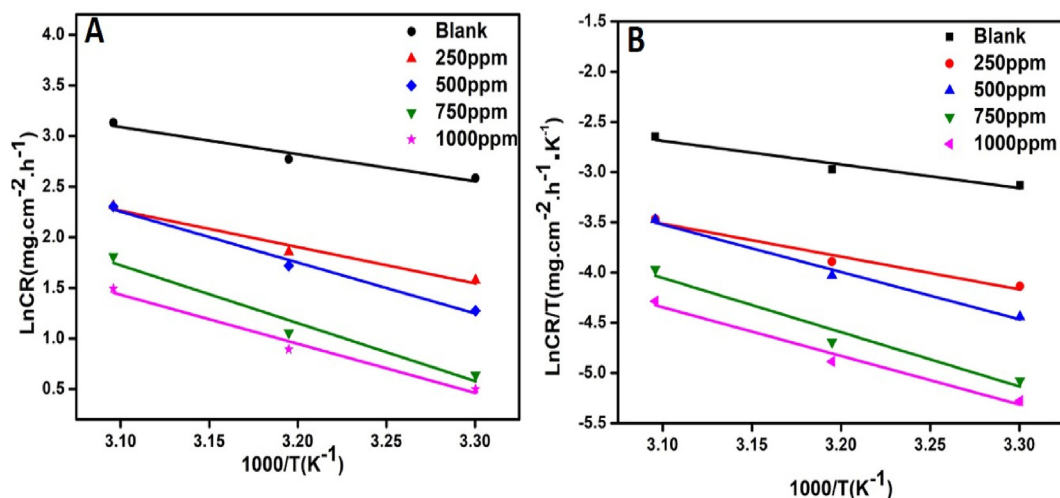 A
Blank
250ppm
500ppm
750ppm
1000ppm
LnCR(mg.cm⁻².h⁻¹)
4.0
3.5
3.0
2.5
2.0
1.5
1.0
0.5
3.10 3.15 3.20 3.25 3.30
1000/T(K⁻¹)
B
Blank
250ppm
500ppm
750ppm
1000ppm
LnCR/T(mg.cm⁻².h⁻¹.K⁻¹)
-1.5
-2.0
-2.5
-3.0
-3.5
-4.0
-4.5
-5.0
-5.5
3.10 3.15 3.20 3.25 3.30
1000/T(K⁻¹)